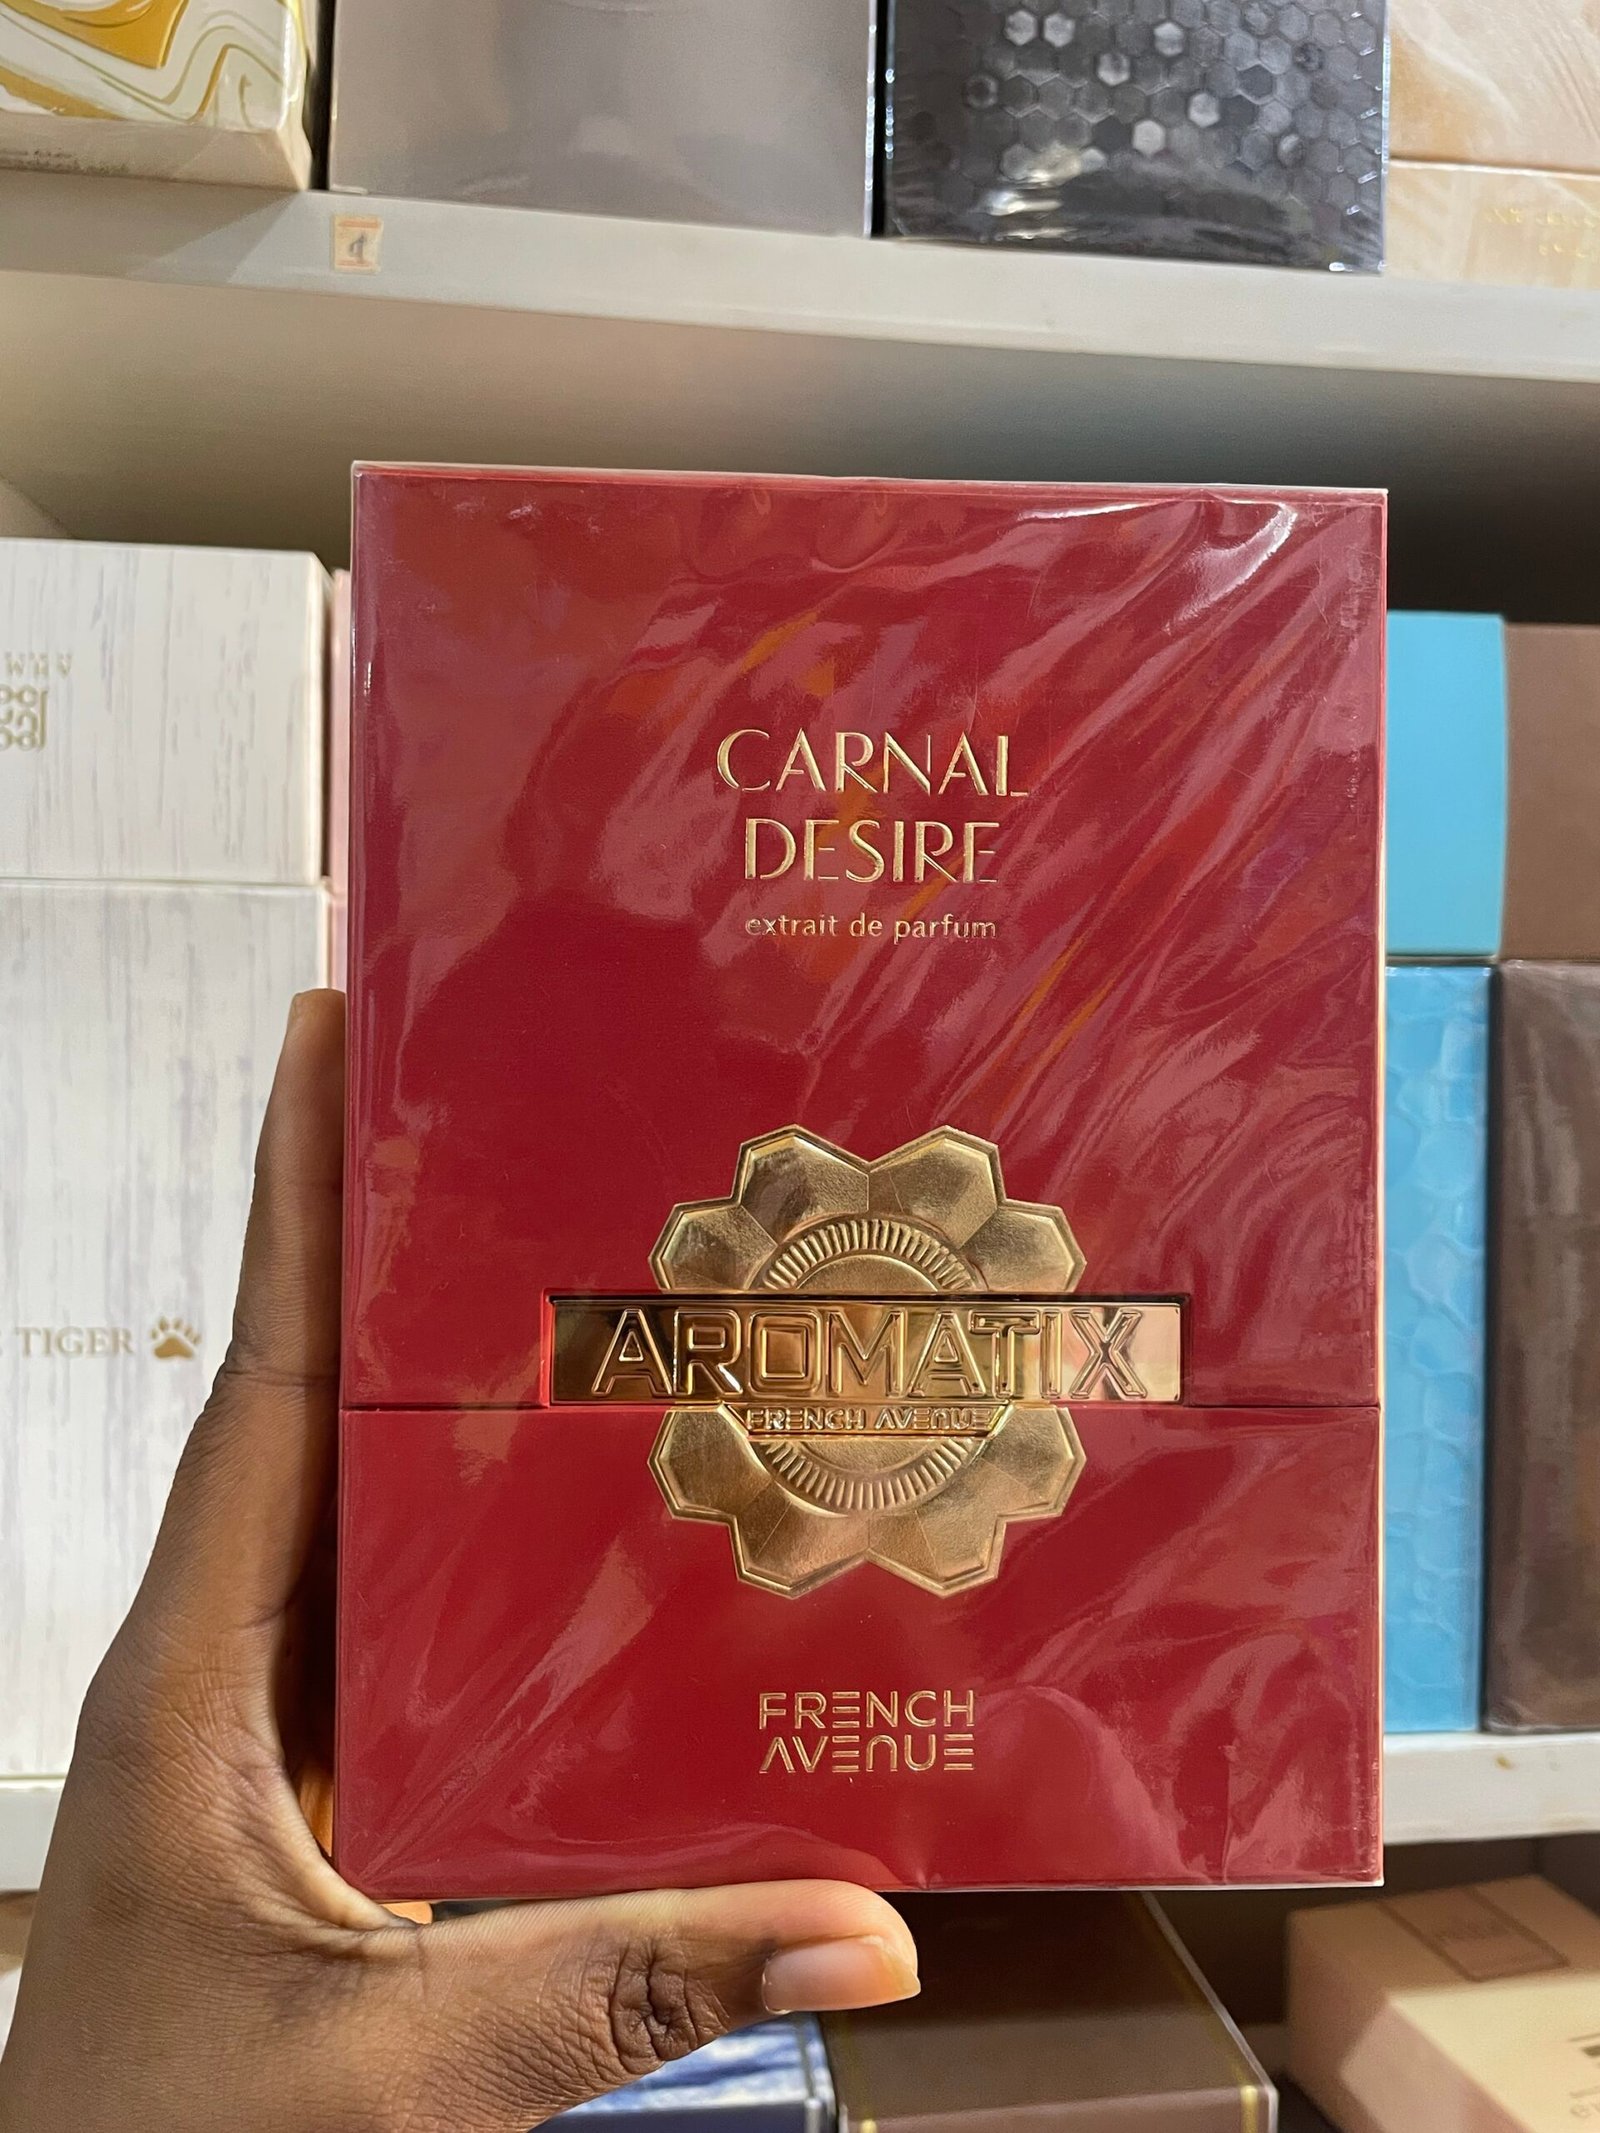 CARNAL
DESIRE
extrait de parfum
AROMATIX
FRENCH AVENUE
FRENCH
AVENUE
TIGER